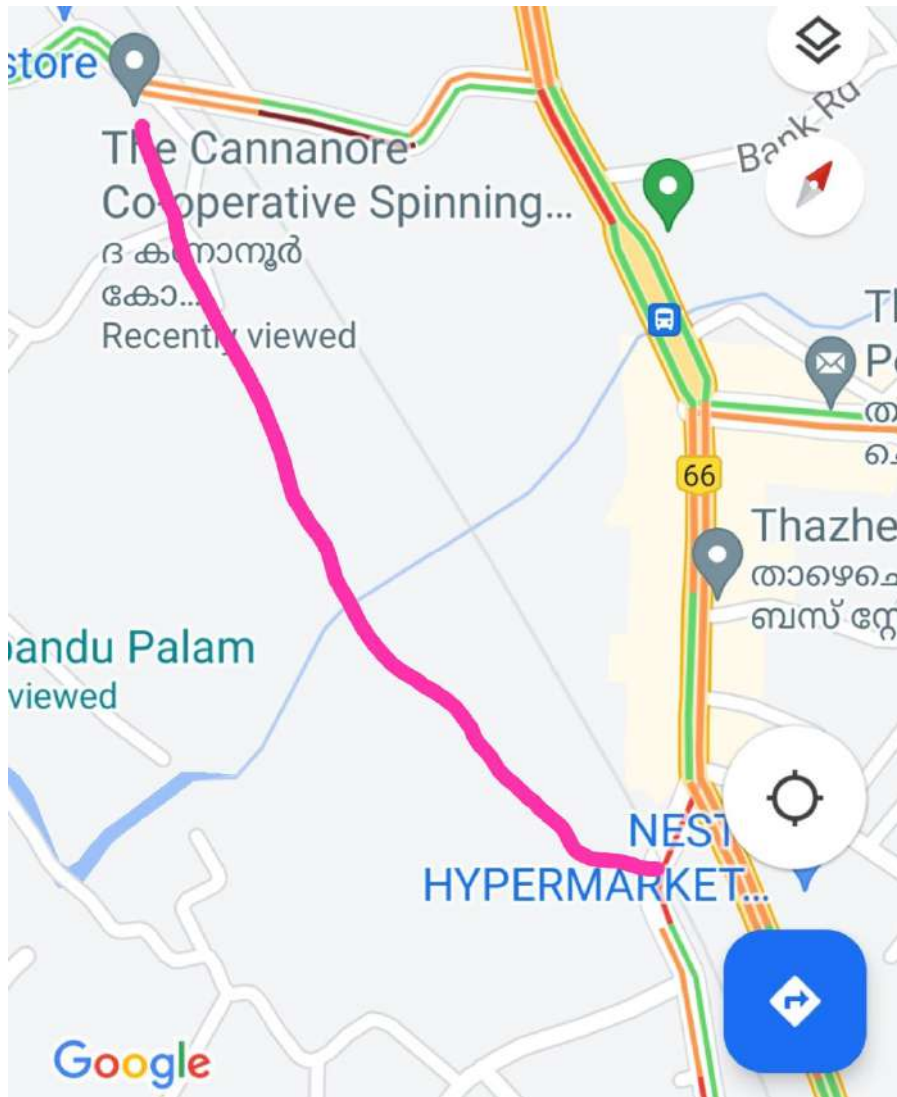 store
The Cannanore
Co-operative Spinning...
ദ കണ്ണാനൂർ
കോ...
Recently viewed
Bank Rd
66
Thazhe
താഴെചൊ
ബസ് സ്റ്റോ
andu Palam
viewed
NEST
HYPERMARKET...
Google